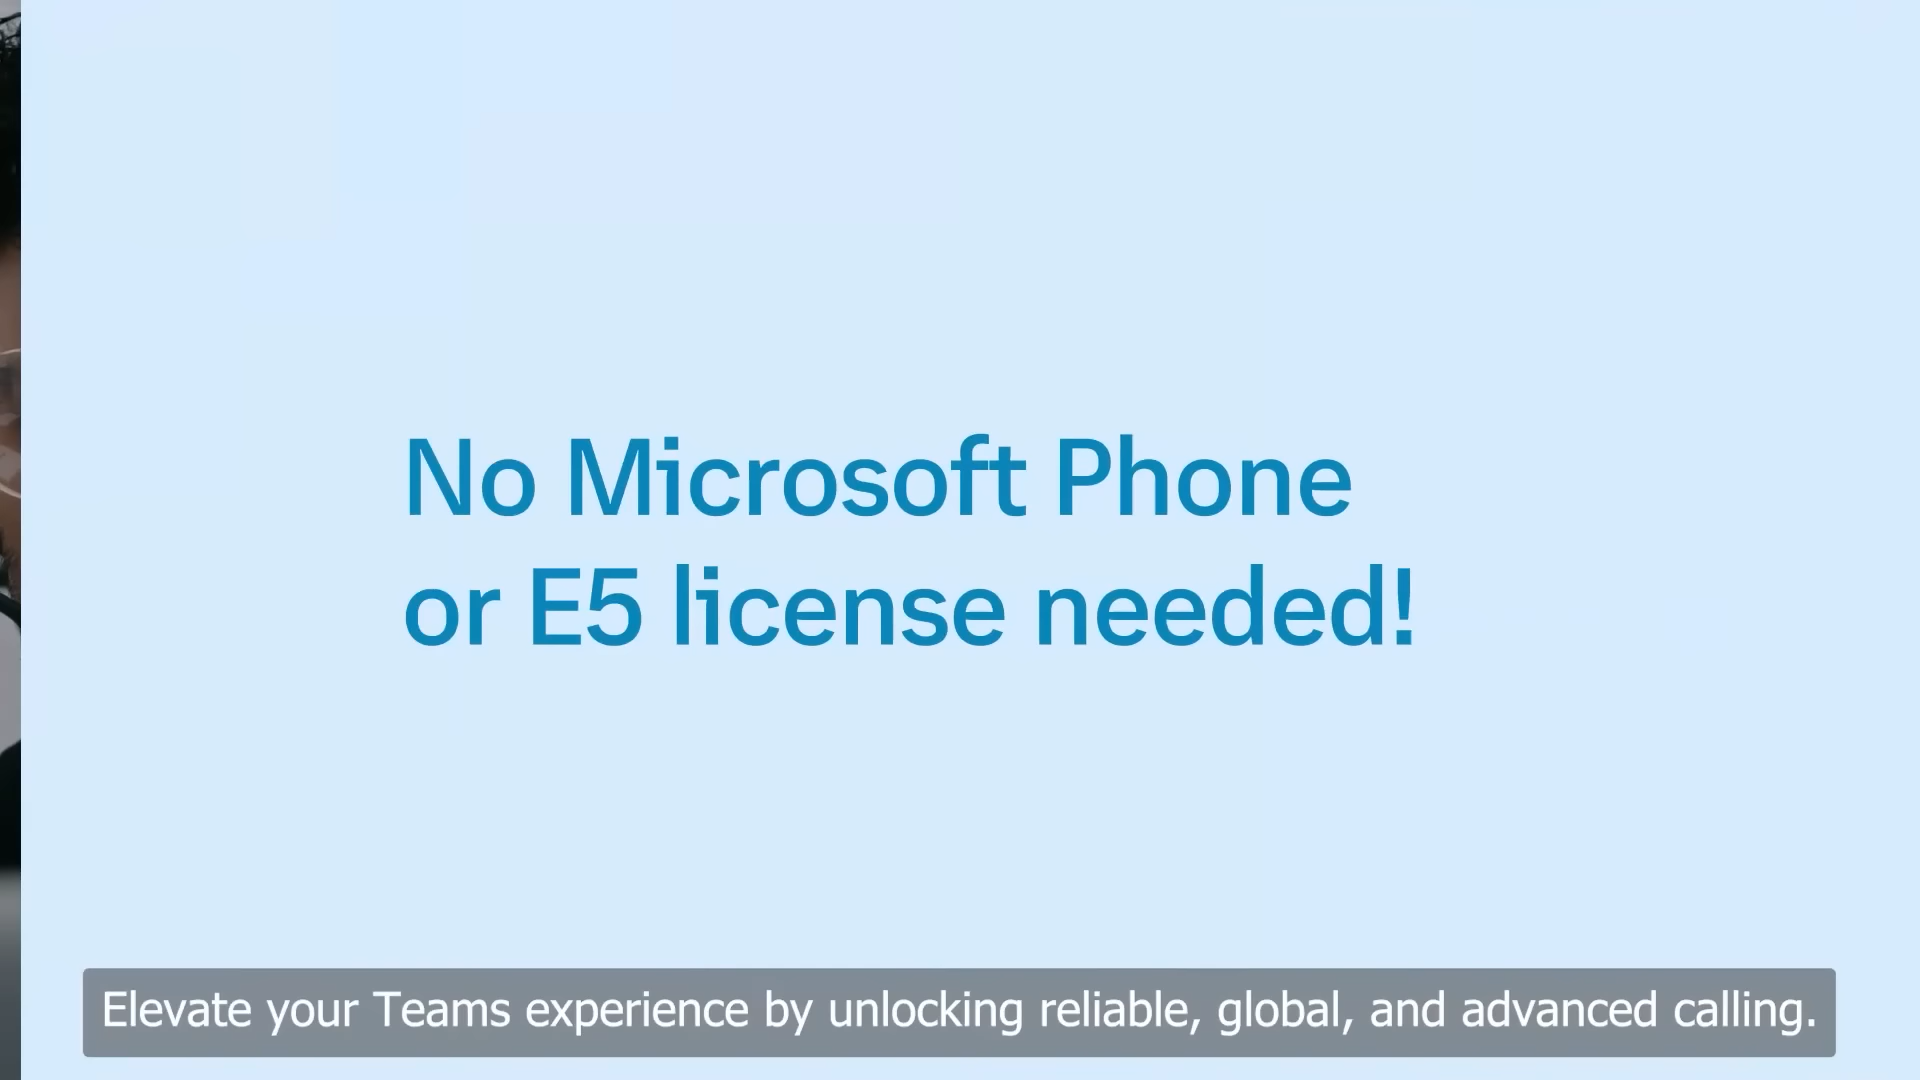 No Microsoft Phone
or E5 license needed!
Elevate your Teams experience by unlocking reliable, global, and advanced calling.